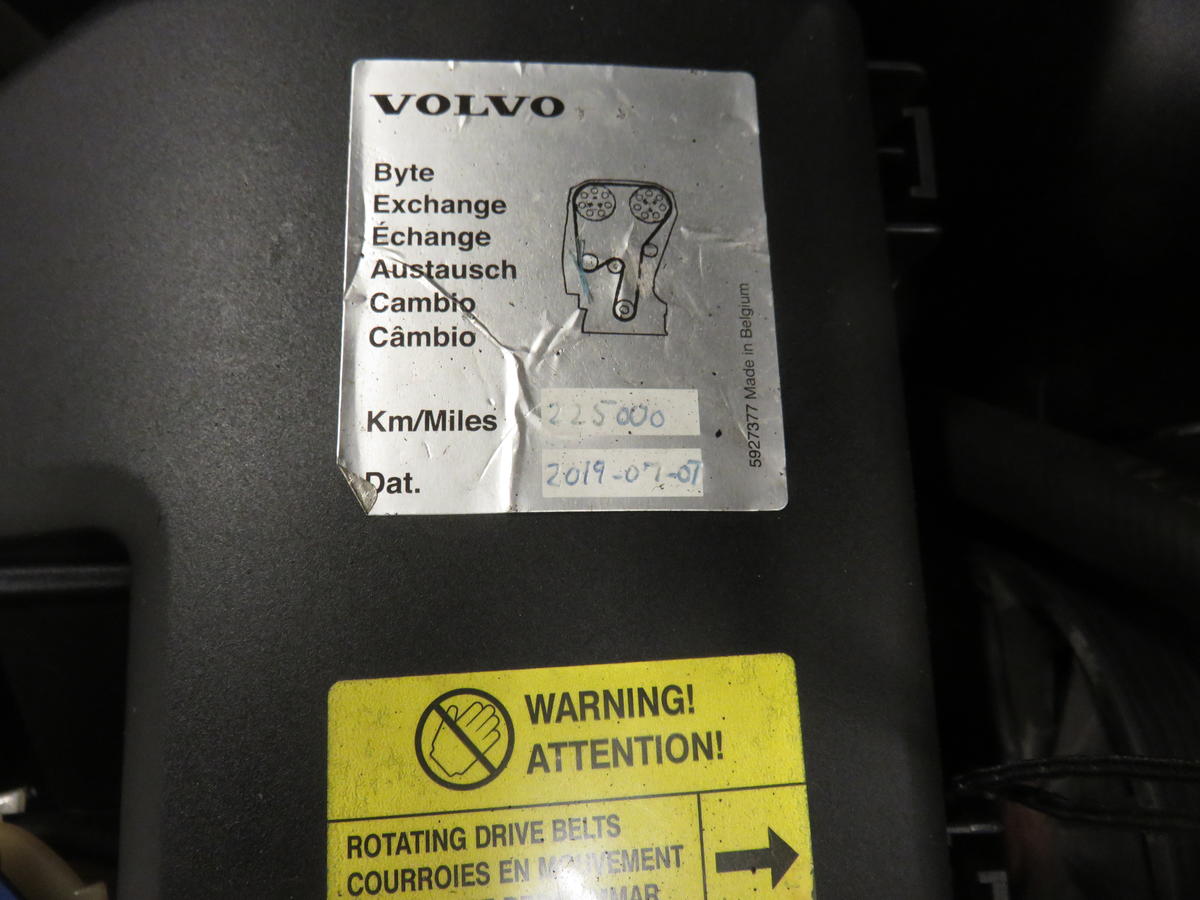 VOLVO
Byte
Exchange
Échange
Austausch
Cambio
Câmbio
Km/Miles 225000
Dat. 2019-07-07
5927377 Made in Belgium
WARNING!
ATTENTION!
ROTATING DRIVE BELTS
COURROIES EN MOUVEMENT